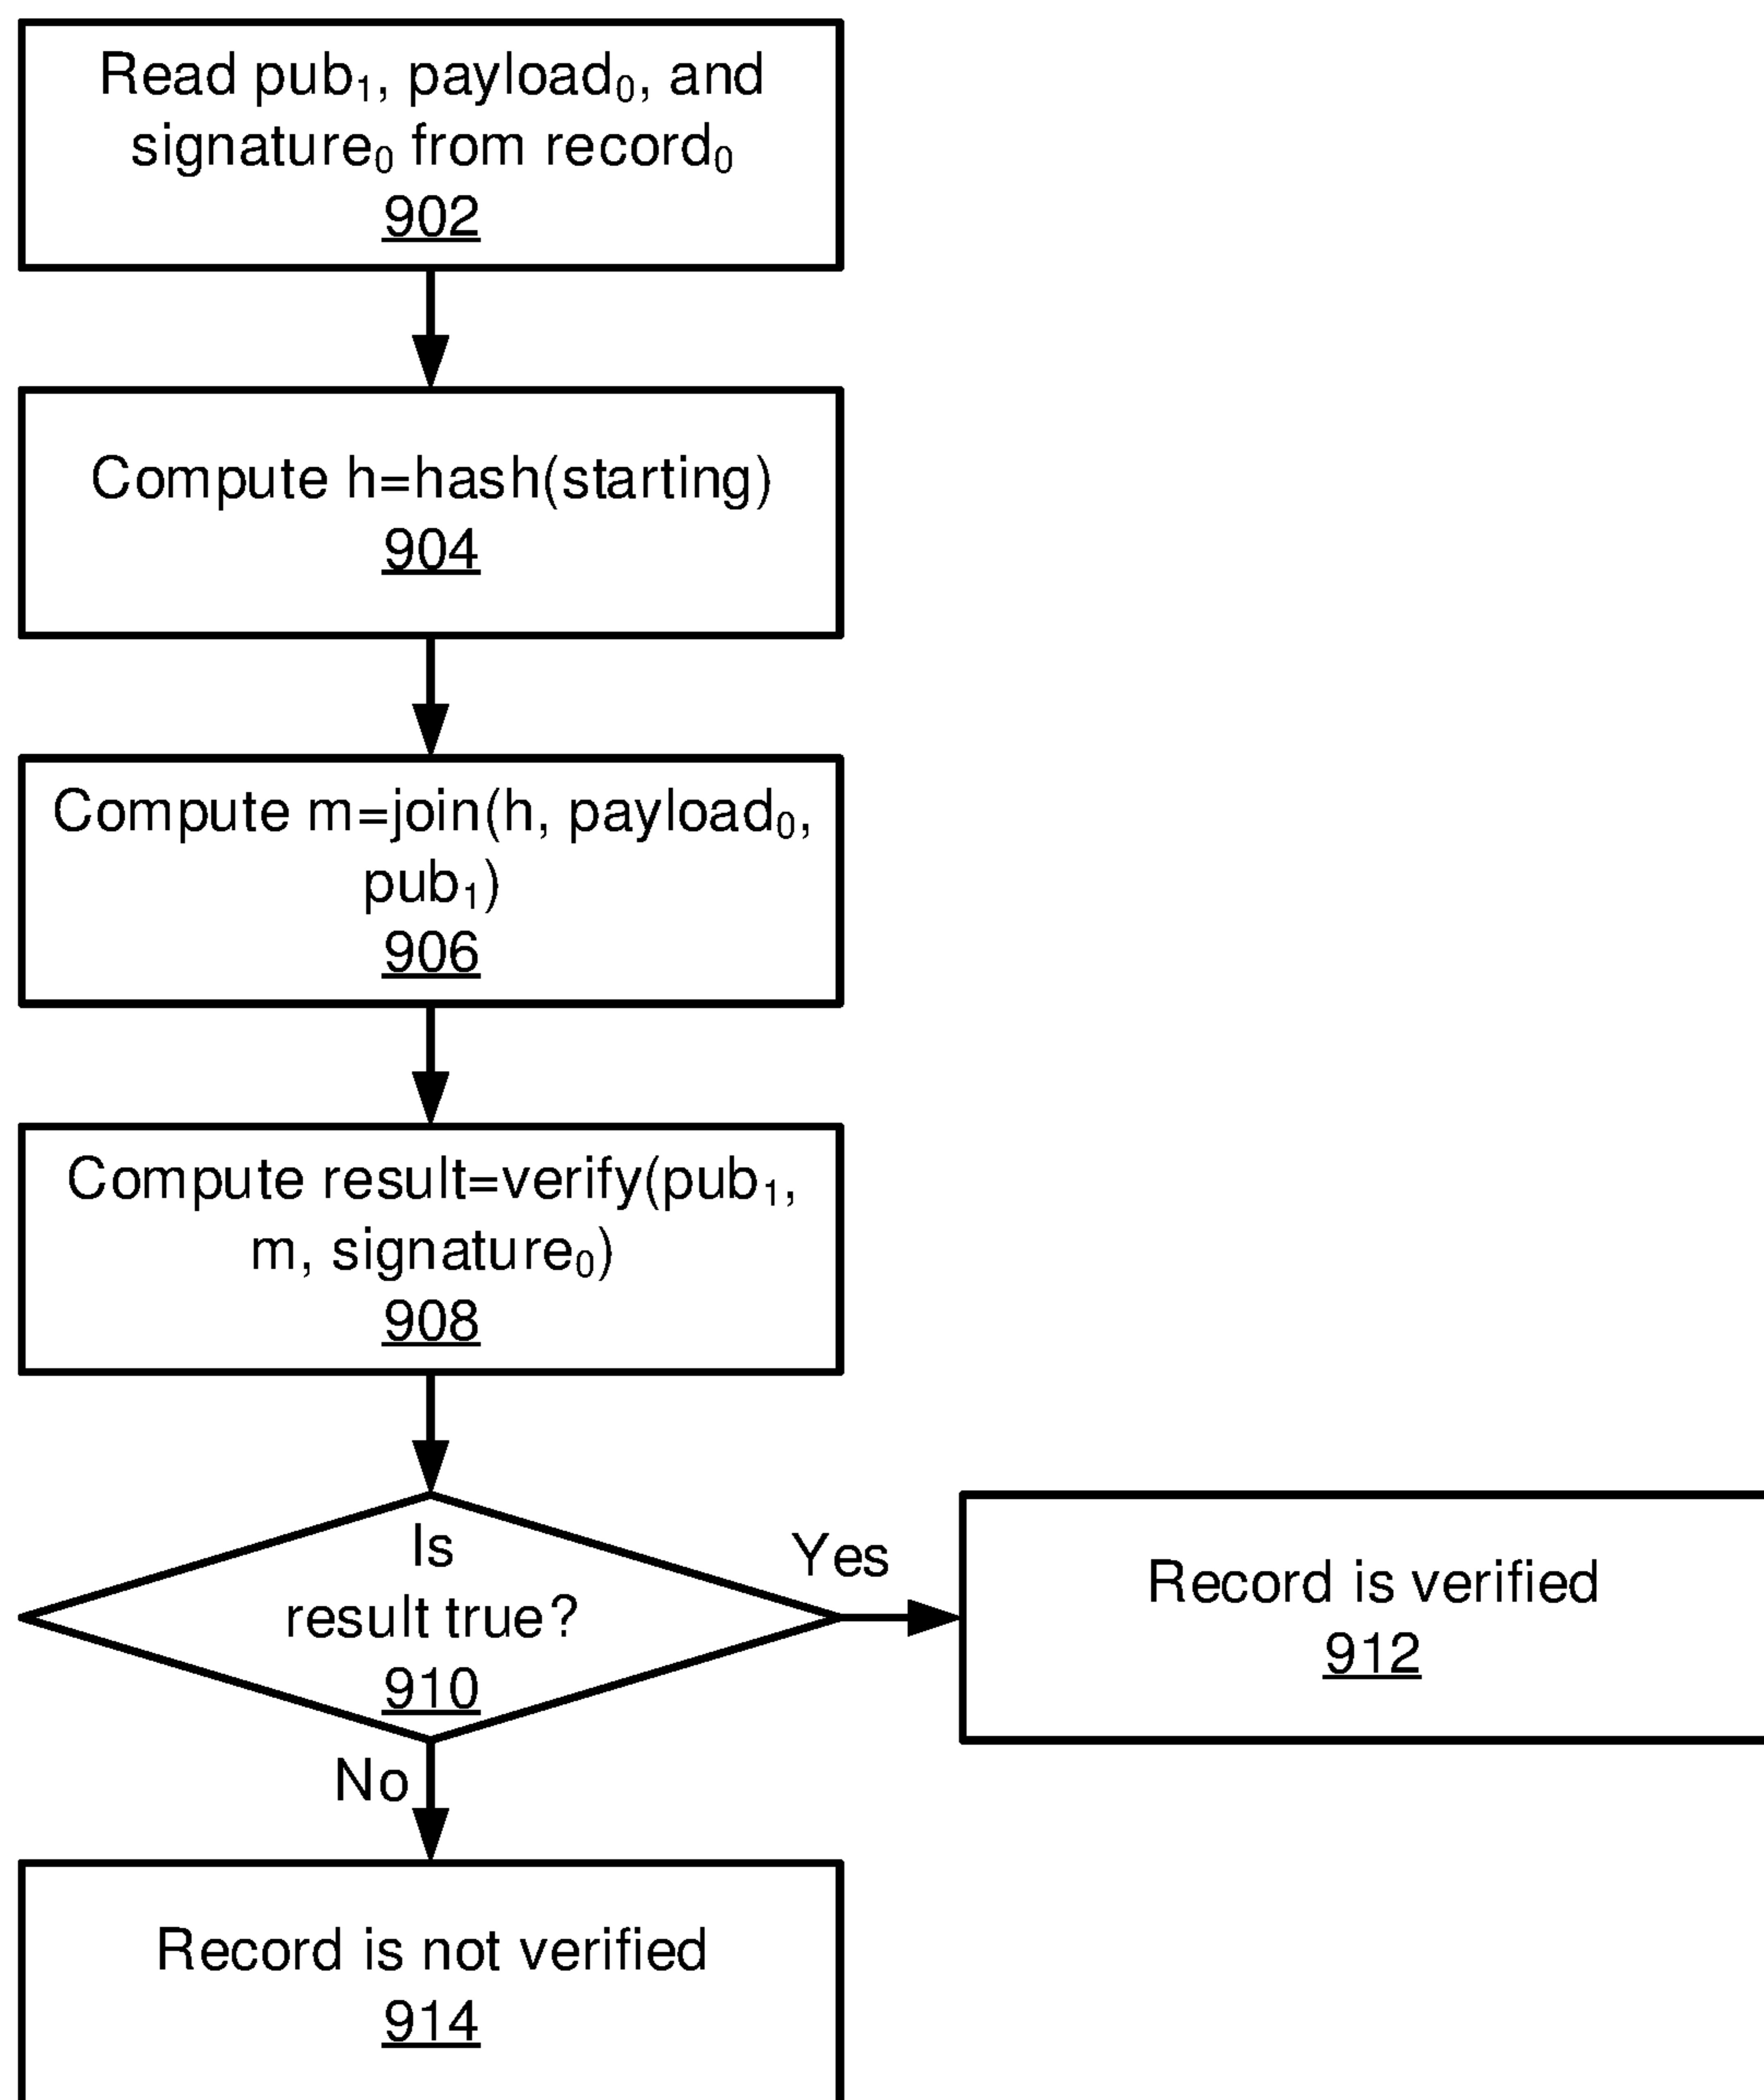 Read pub₁, payload₀, and
signature₀ from record₀
902
Compute h=hash(starting)
904
Compute m=join(h, payload₀,
pub₁)
906
Compute result=verify(pub₁,
m, signature₀)
908
Is
result true?
910
Yes
Record is verified
912
No
Record is not verified
914